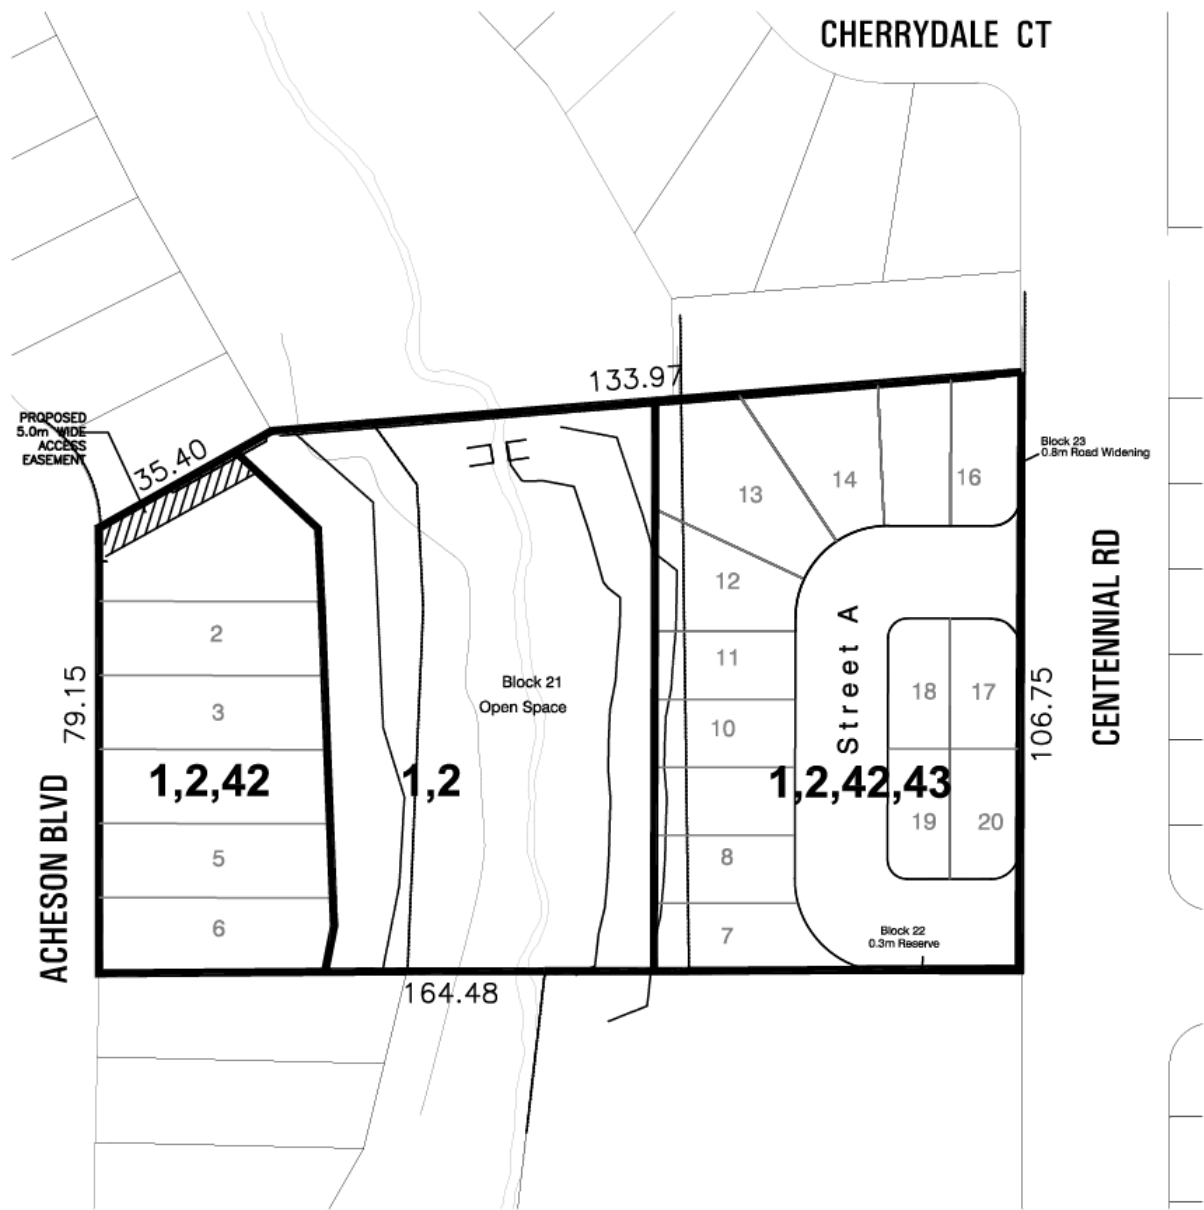 CHERRYDALE CT
133.97
PROPOSED
5.0m WIDE
ACCESS
EASEMENT
35.40
Block 23
0.8m Road Widening
13
14
16
12
2
11
3
10
Block 21
Open Space
Street A
18
17
79.15
106.75
CENTENNIAL RD
1,2,42
1,2
1,2,42,43
19
20
5
8
6
7
ACHESON BLVD
Block 22
0.3m Reserve
164.48